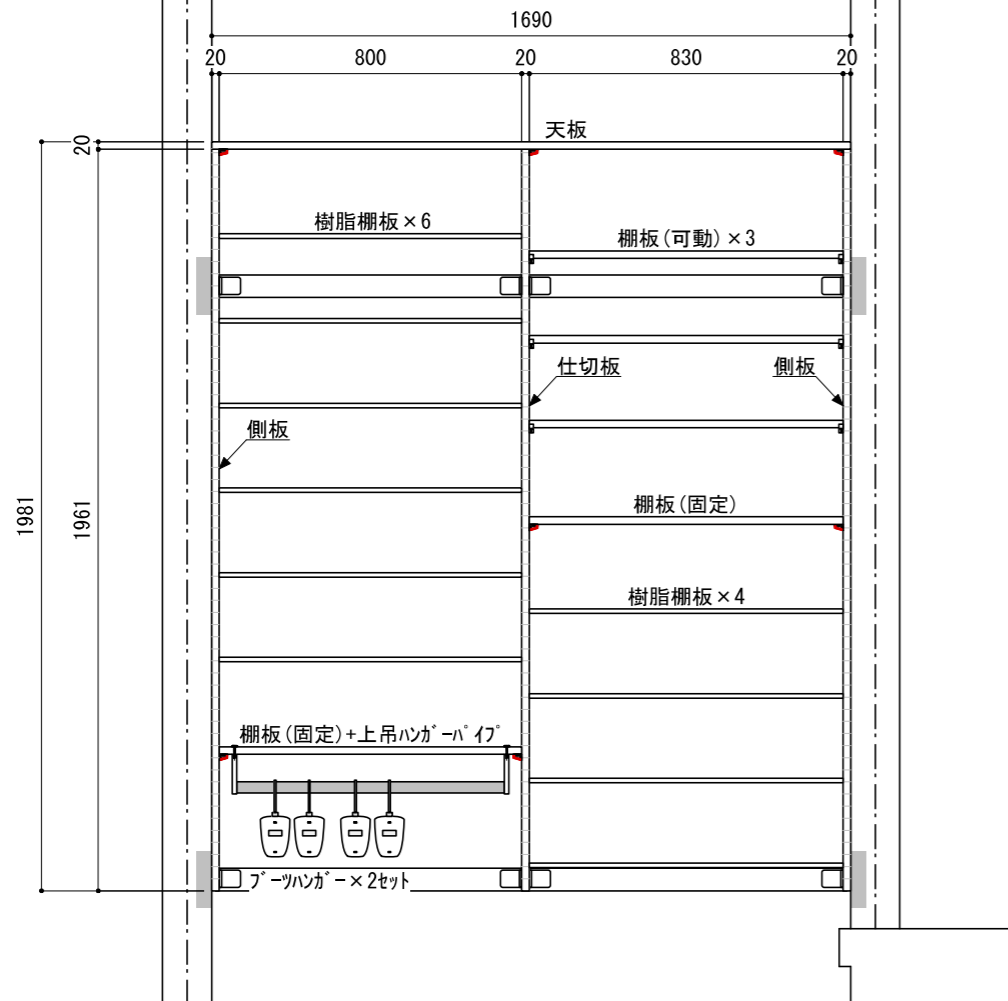 1690
20 800 20 830 20
天板
20
樹脂棚板×6
棚板(可動)×3
仕切板
側板
側板
1981
1961
棚板(固定)
樹脂棚板×4
棚板(固定)+上吊ﾊﾝｶﾞｰﾊﾟｲﾌﾟ
ﾌﾞｰﾂﾊﾝｶﾞｰ×2ｾｯﾄ